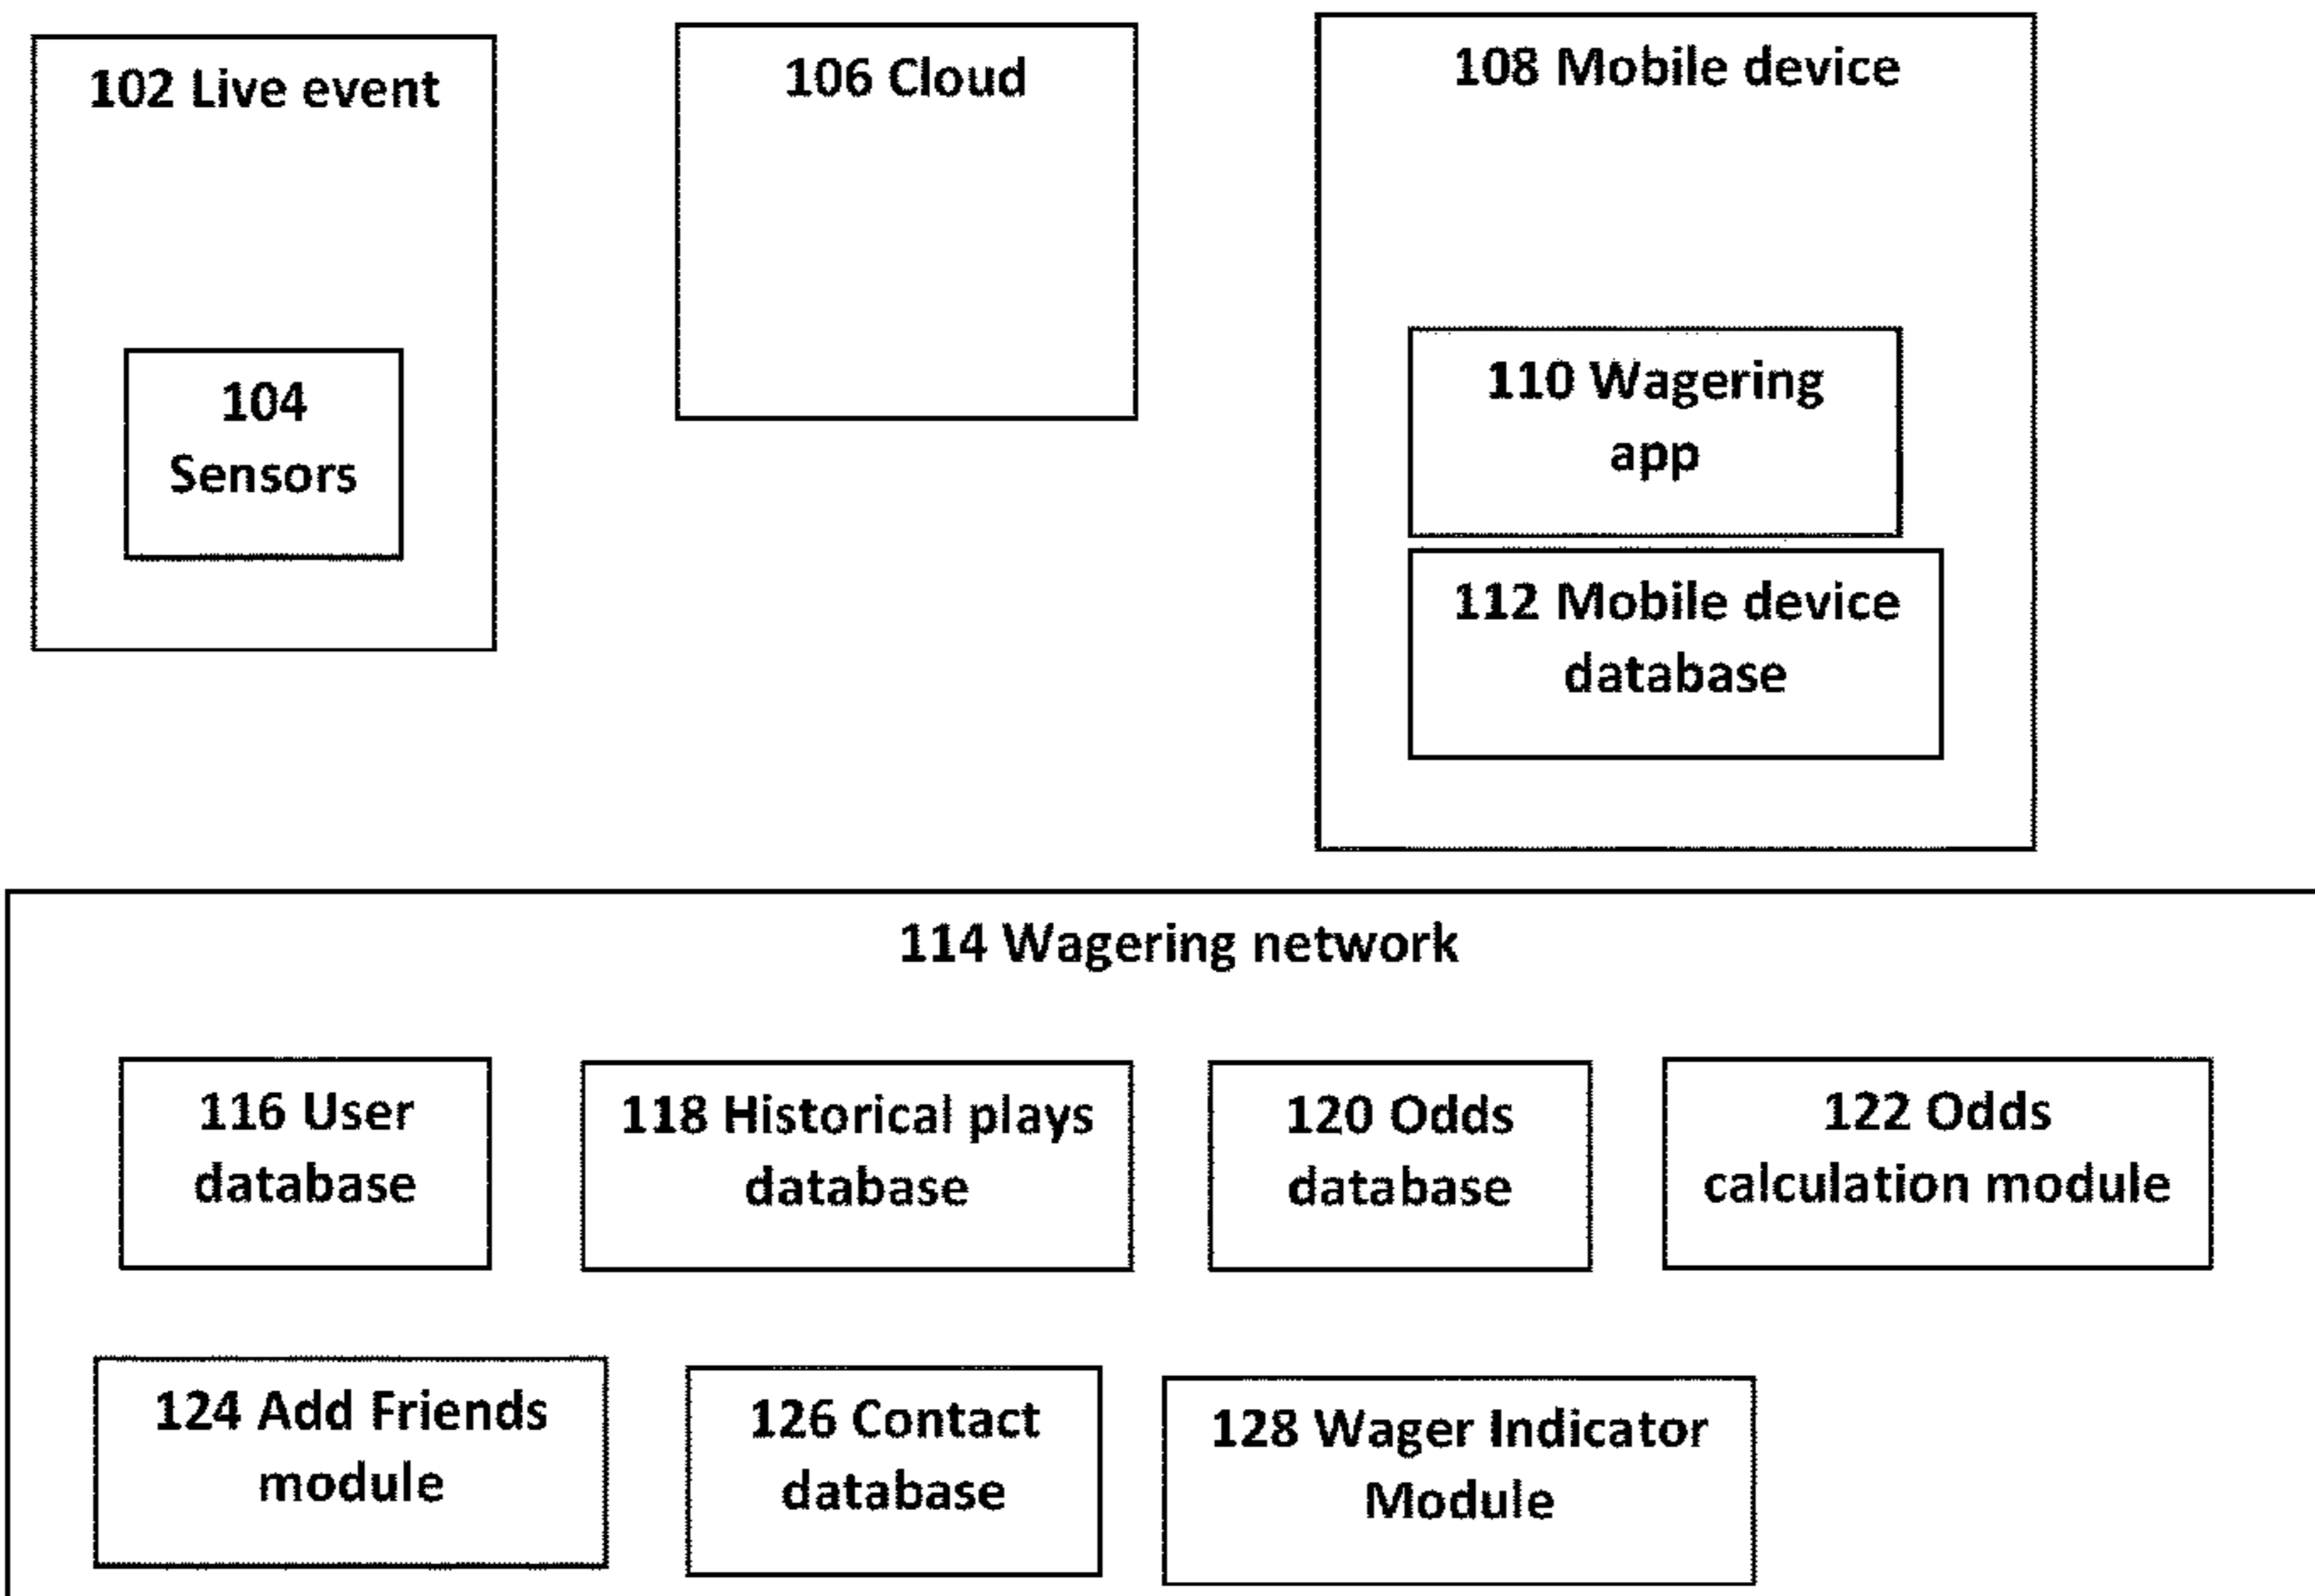 102 Live event
104
Sensors
106 Cloud
108 Mobile device
110 Wagering
app
112 Mobile device
database
114 Wagering network
116 User
database
118 Historical plays
database
120 Odds
database
122 Odds
calculation module
124 Add Friends
module
126 Contact
database
128 Wager Indicator
Module